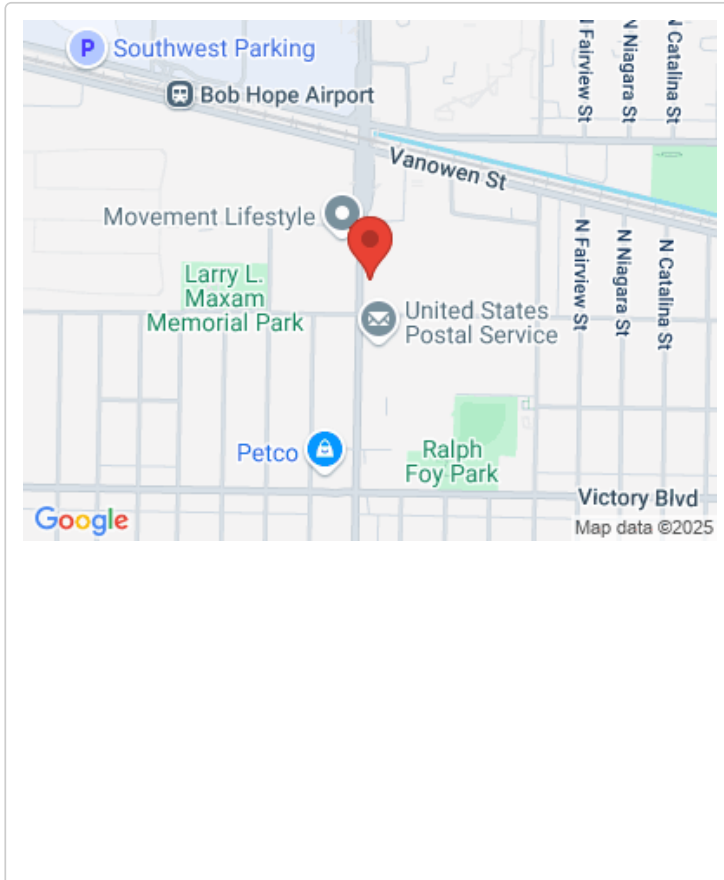 P Southwest Parking
Bob Hope Airport
N Fairview St
N Niagara St
N Catalina St
Vanowen St
Movement Lifestyle
Larry L.
Maxam
Memorial Park
United States
Postal Service
N Fairview St
N Niagara St
N Catalina St
Petco
Ralph
Foy Park
Victory Blvd
Google
Map data ©2025